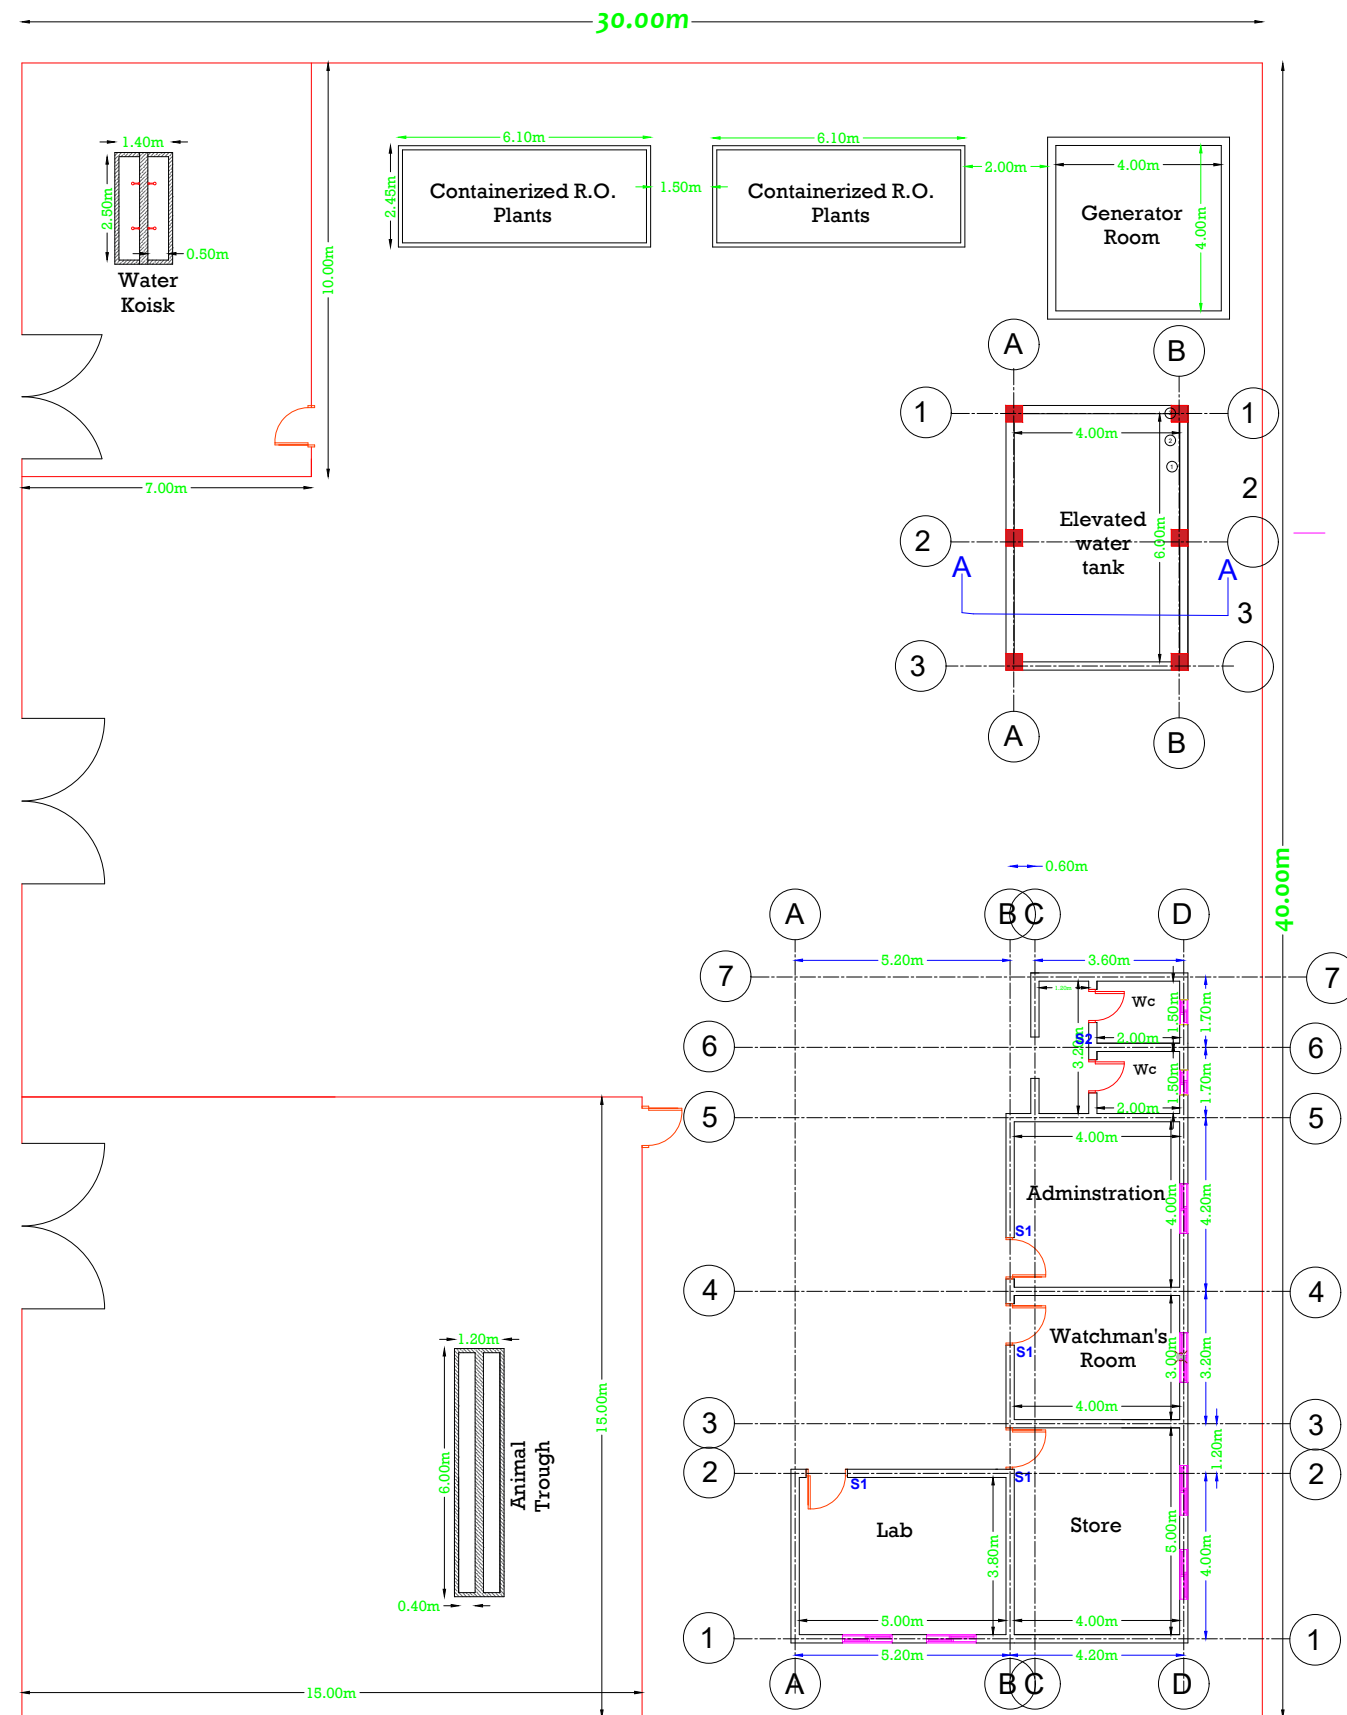 30.00m
1.40m
2.50m
0.50m
Water
Koisk
10.00m
7.00m
6.10m
2.45m
Containerized R.O.
Plants
1.50m
6.10m
Containerized R.O.
Plants
2.00m
4.00m
Generator
Room
4.00m
A
B
1
1
4.00m
2
1
2
Elevated
water
tank
6.00m
2
A
A
3
3
A
B
40.00m
0.60m
A
B
C
D
5.20m
3.60m
7
7
1.20m
Wc
1.50m
1.70m
S2
2.00m
3.20m
6
6
Wc
1.50m
1.70m
2.00m
5
5
4.00m
Adminstration
4.00m
4.20m
S1
4
4
Watchman's
Room
S1
3.00m
3.20m
4.00m
3
3
1.20m
2
2
S1
S1
Lab
3.80m
5.00m
Store
5.00m
4.00m
4.00m
1
1
5.20m
4.20m
A
B
C
D
1.20m
6.00m
Animal
Trough
0.40m
15.00m
15.00m